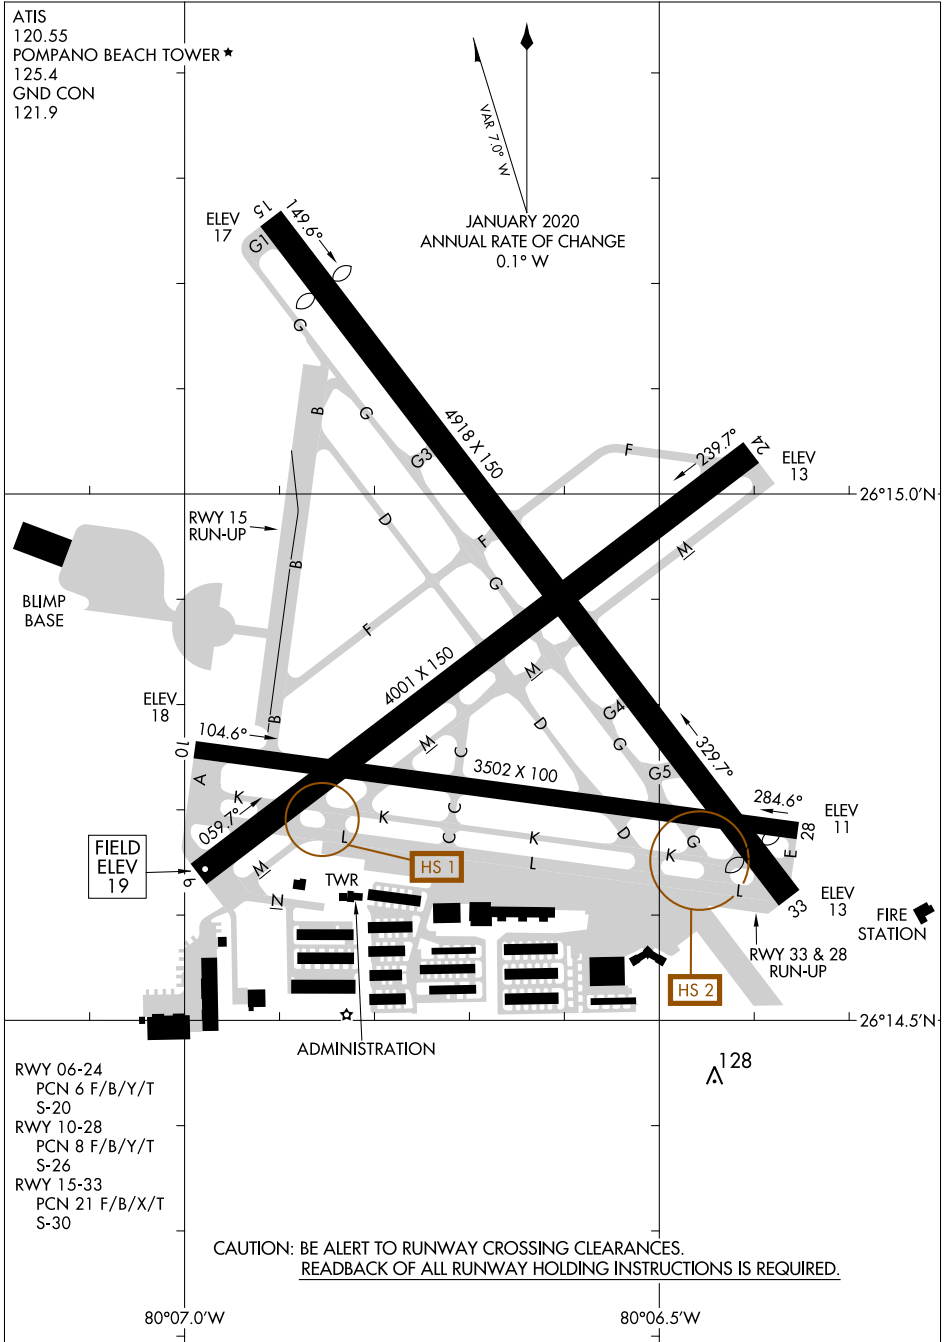 ATIS
120.55
POMPANO BEACH TOWER★
125.4
GND CON
121.9
VAR 7.0° W
JANUARY 2020
ANNUAL RATE OF CHANGE
0.1° W
ELEV
17
15
149.6°
G1
G
B
G
G3
4918 X 150
F
239.7°
24
ELEV
13
26°15.0'N
RWY 15
RUN-UP
D
F
M
B
G
BLIMP
BASE
F
M
4001 X 150
ELEV
18
B
104.6°
10
M
C
D
G4
G
329.7°
3502 X 100
G5
A
K
059.7°
K
C
K
D
G
284.6°
28
ELEV
11
L
C
L
K
E
FIELD
ELEV
19
6
M
HS 1
L
N
TWR
33
ELEV
13
FIRE
STATION
RWY 33 & 28
RUN-UP
HS 2
26°14.5'N
ADMINISTRATION
128
RWY 06-24
PCN 6 F/B/Y/T
S-20
RWY 10-28
PCN 8 F/B/Y/T
S-26
RWY 15-33
PCN 21 F/B/X/T
S-30
CAUTION: BE ALERT TO RUNWAY CROSSING CLEARANCES.
READBACK OF ALL RUNWAY HOLDING INSTRUCTIONS IS REQUIRED.
80°07.0'W
80°06.5'W